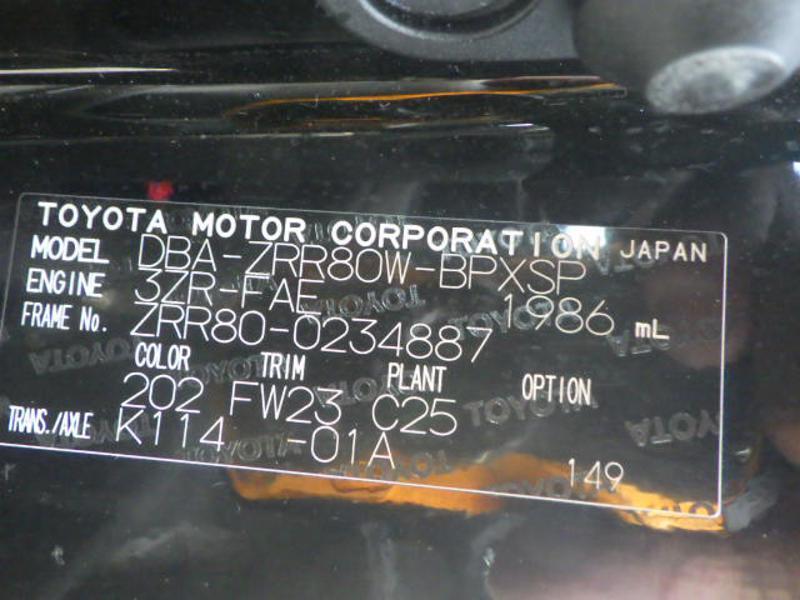 TOYOTA MOTOR CORPORATION JAPAN
MODEL DBA-ZRR80W-BPXSP
ENGINE 3ZR-FAE 1986 mL
FRAME No. ZRR80-0234887
COLOR TRIM PLANT OPTION
202 FW23 C25
TRANS./AXLE K114 -01A
149